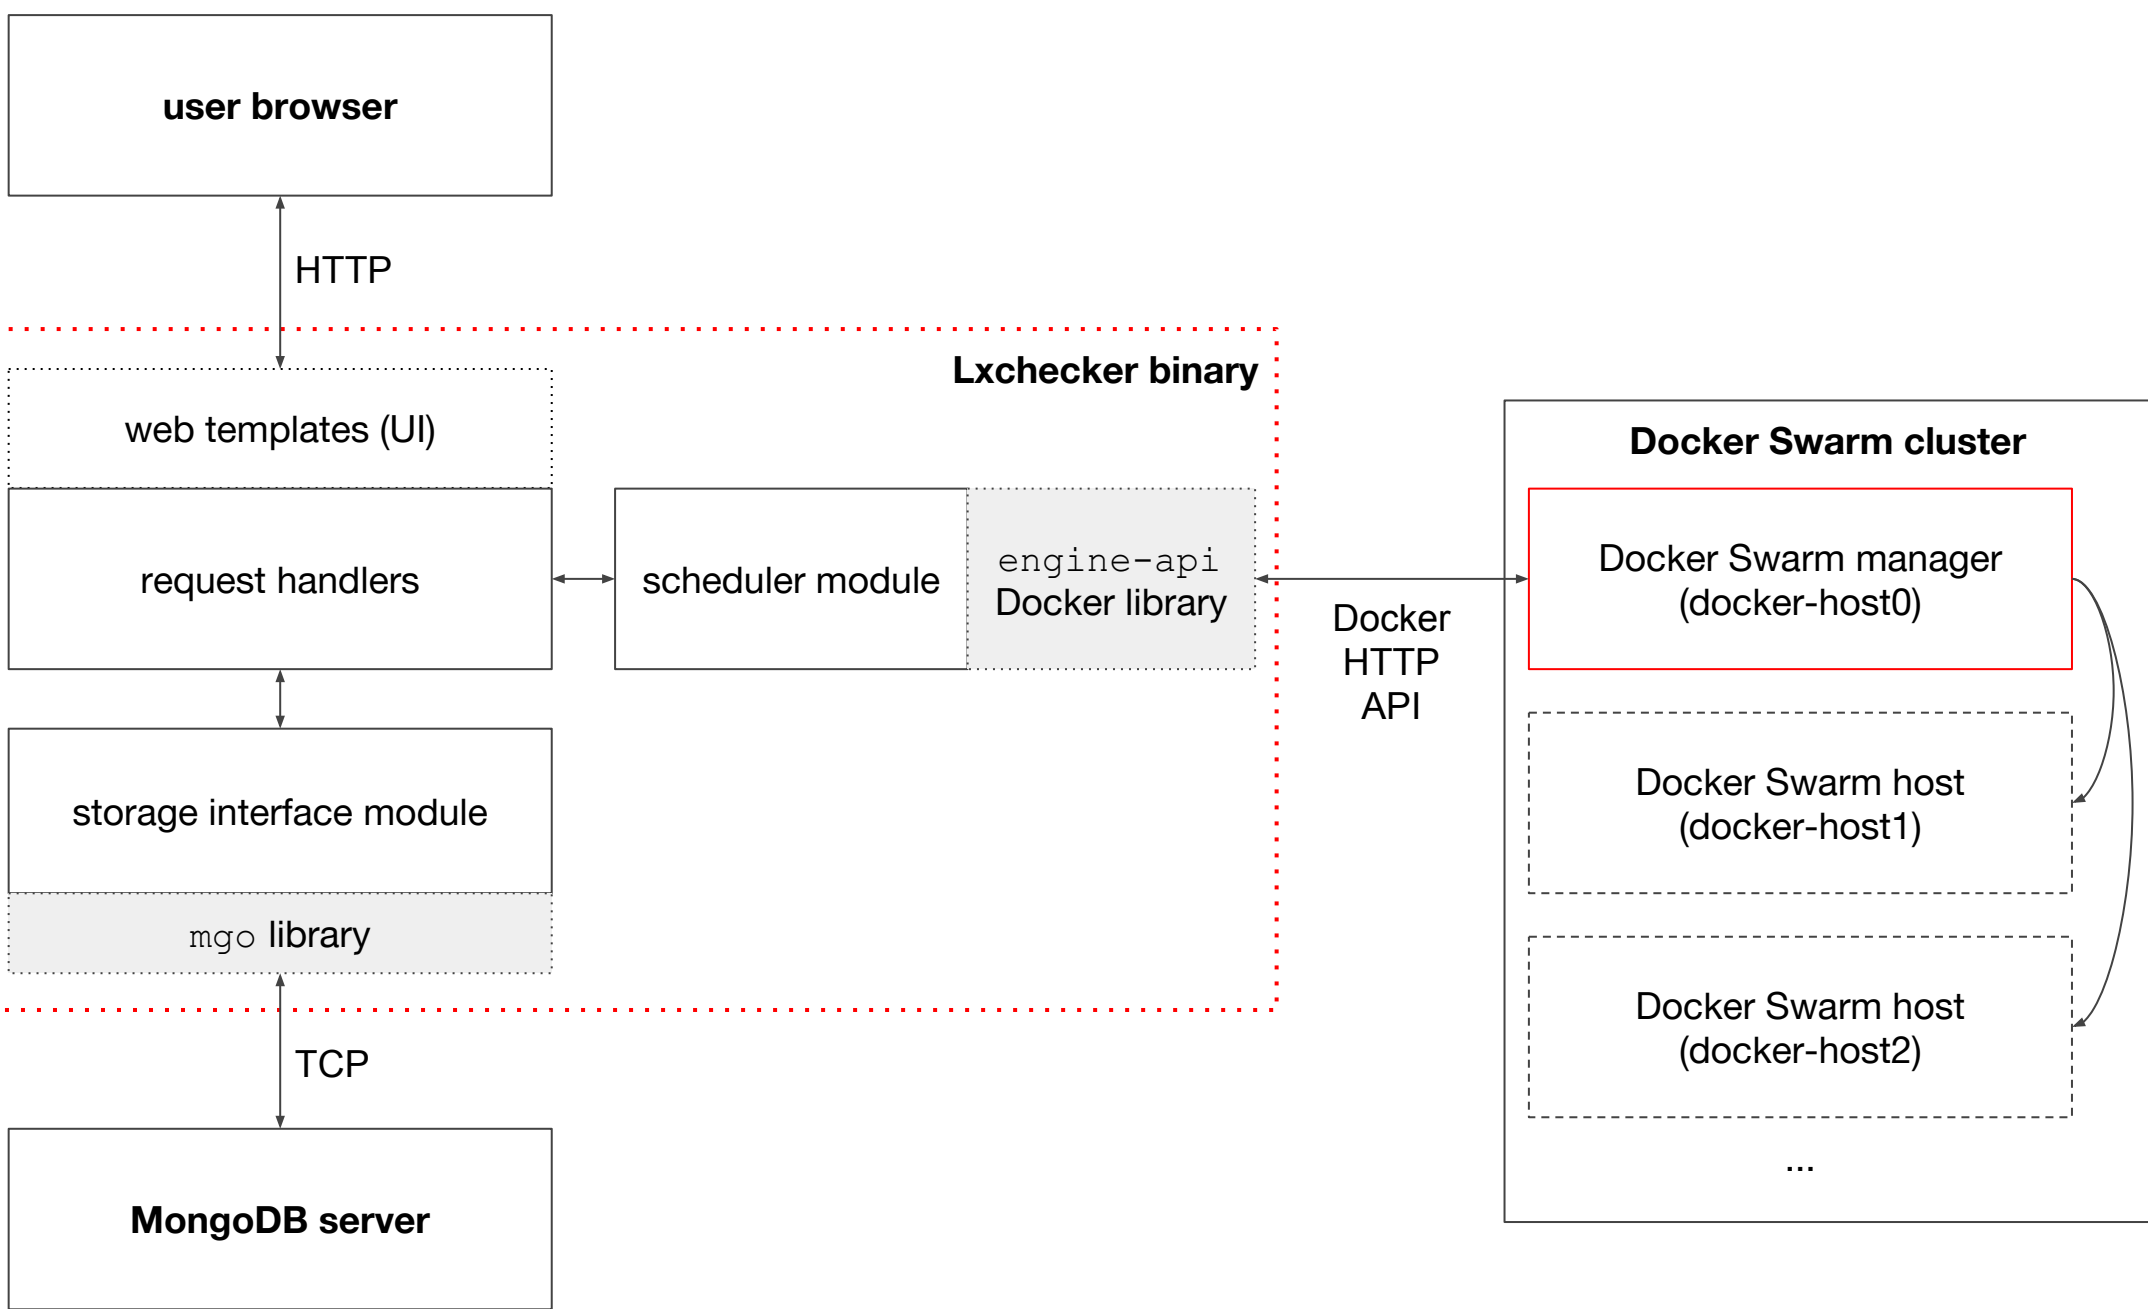 user browser
HTTP
Lxchecker binary
web templates (UI)
request handlers
scheduler module
engine-api
Docker library
storage interface module
mgo library
TCP
MongoDB server
Docker
HTTP
API
Docker Swarm cluster
Docker Swarm manager
(docker-host0)
Docker Swarm host
(docker-host1)
Docker Swarm host
(docker-host2)
...